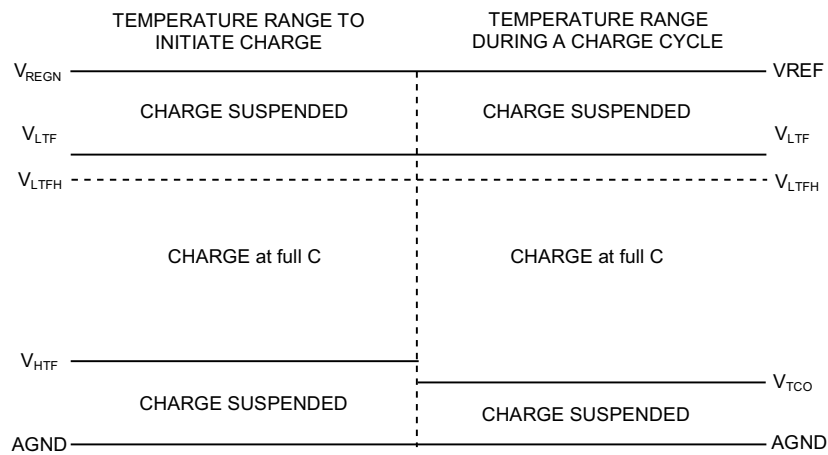 TEMPERATURE RANGE TO
INITIATE CHARGE
TEMPERATURE RANGE
DURING A CHARGE CYCLE
VREGN
VREF
CHARGE SUSPENDED
CHARGE SUSPENDED
VLTF
VLTF
VLTFH
VLTFH
CHARGE at full C
CHARGE at full C
VHTF
VTCO
CHARGE SUSPENDED
CHARGE SUSPENDED
AGND
AGND